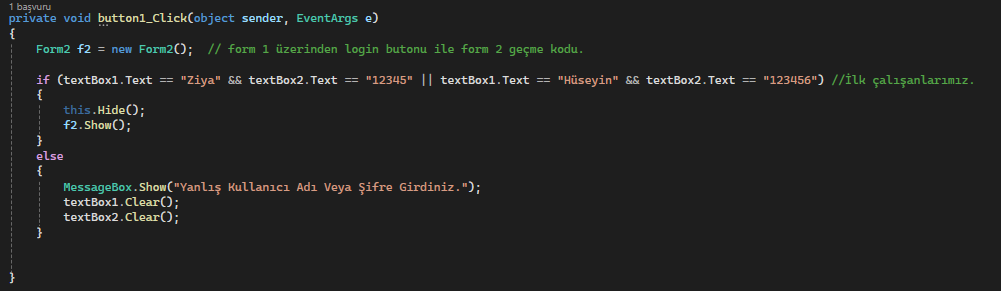 1 başvuru
private void button1_Click(object sender, EventArgs e)
{
Form2 f2 = new Form2(); // form 1 üzerinden login butonu ile form 2 geçme kodu.
if (textBox1.Text == "Ziya" && textBox2.Text == "12345" || textBox1.Text == "Hüseyin" && textBox2.Text == "123456") //İlk çalışanlarımız.
{
this.Hide();
f2.Show();
}
else
{
MessageBox.Show("Yanlış Kullanıcı Adı Veya Şifre Girdiniz.");
textBox1.Clear();
textBox2.Clear();
}
}